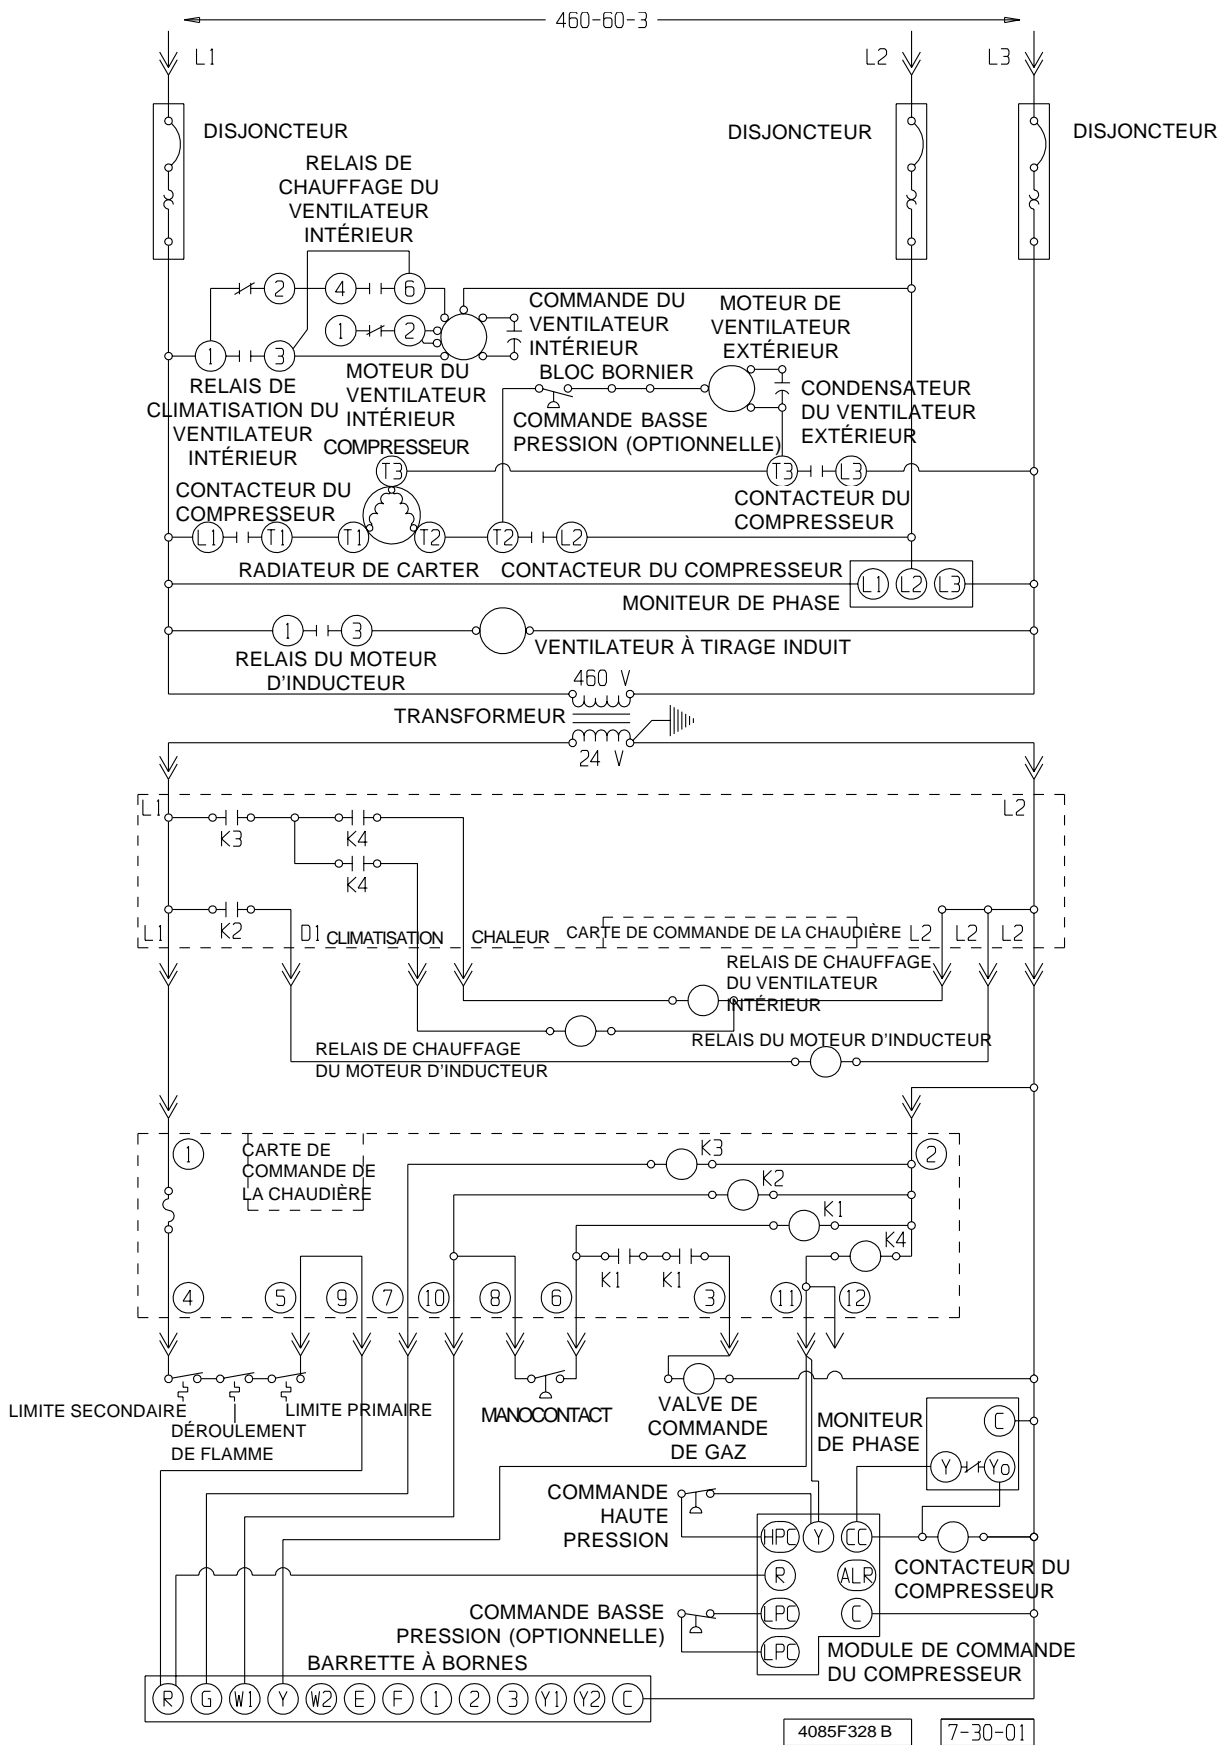 460-60-3
L1
L2
L3
DISJONCTEUR
DISJONCTEUR
DISJONCTEUR
RELAIS DE
CHAUFFAGE DU
VENTILATEUR
INTÉRIEUR
2
4
6
1
2
1
3
COMMANDE DU
VENTILATEUR
INTÉRIEUR
MOTEUR DE
VENTILATEUR
EXTÉRIEUR
RELAIS DE
CLIMATISATION DU
VENTILATEUR
INTÉRIEUR
MOTEUR DU
VENTILATEUR
INTÉRIEUR
BLOC BORNIER
COMMANDE BASSE
PRESSION (OPTIONNELLE)
CONDENSATEUR
DU VENTILATEUR
EXTÉRIEUR
COMPRESSEUR
T3
T3
L3
CONTACTEUR DU
COMPRESSEUR
CONTACTEUR DU
COMPRESSEUR
L1
T1
T1
T2
T2
L2
RADIATEUR DE CARTER
CONTACTEUR DU COMPRESSEUR
L1
L2
L3
MONITEUR DE PHASE
1
3
VENTILATEUR À TIRAGE INDUIT
RELAIS DU MOTEUR
D'INDUCTEUR
460 V
TRANSFORMEUR
24 V
L1
L2
K3
K4
K4
K2
L1
D1
CLIMATISATION
CHALEUR
CARTE DE COMMANDE DE LA CHAUDIÈRE
L2
L2
L2
RELAIS DE CHAUFFAGE
DU VENTILATEUR
INTÉRIEUR
RELAIS DE CHAUFFAGE
DU MOTEUR D'INDUCTEUR
RELAIS DU MOTEUR D'INDUCTEUR
1
CARTE DE
COMMANDE DE
LA CHAUDIÈRE
K3
2
K2
K1
K4
K1
K1
4
5
9
7
10
8
6
3
11
12
LIMITE SECONDAIRE
DÉROULEMENT
DE FLAMME
LIMITE PRIMAIRE
MANOCONTACT
VALVE DE
COMMANDE
DE GAZ
MONITEUR
DE PHASE
C
Y
Yo
COMMANDE
HAUTE
PRESSION
HPC
Y
CC
R
ALR
LPC
C
LPC
CONTACTEUR DU
COMPRESSEUR
COMMANDE BASSE
PRESSION (OPTIONNELLE)
MODULE DE COMMANDE
DU COMPRESSEUR
BARRETTE À BORNES
R
G
W1
Y
W2
E
F
1
2
3
Y1
Y2
C
4085F328 B
7-30-01